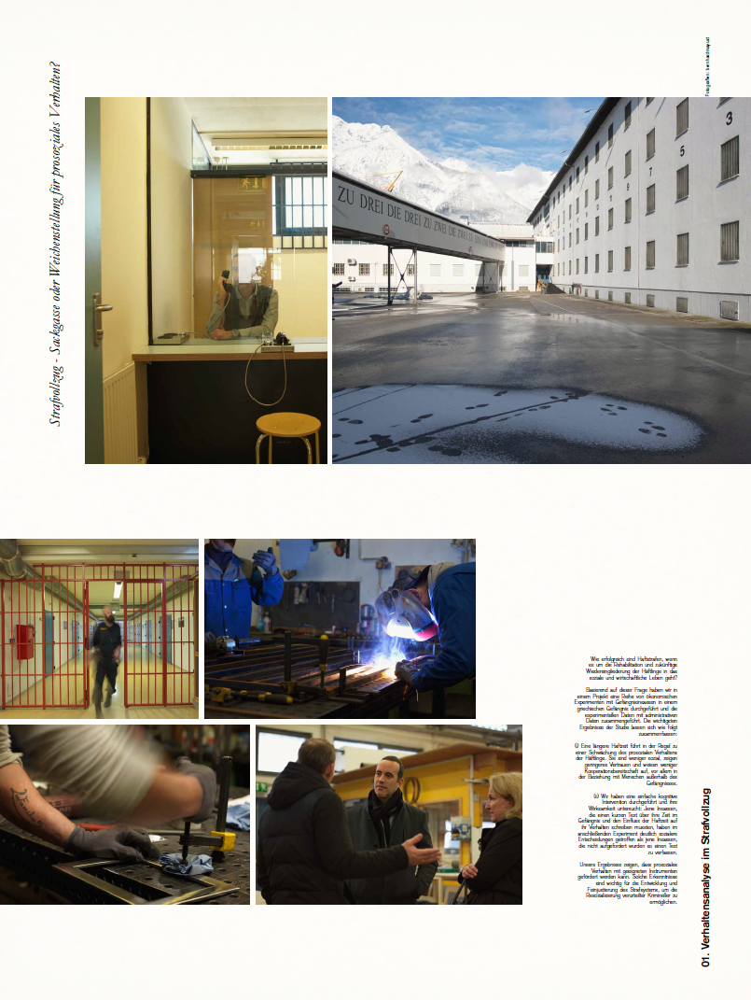 Strafvollzug - Sackgasse oder Weichenstellung für prosoziales Verhalten?
Fotografien: bernhardmayr.at
ZU DREI DIE DREI ZU ZWEI DIE ZWEI ZU EINS DIE EINS
3
5
7
Wie erfolgreich sind Haftstrafen, wenn
es um die Rehabilitation und zukünftige
Wiedereingliederung der Häftlinge in das
soziale und wirtschaftliche Leben geht?
Basierend auf dieser Frage haben wir in
einem Projekt eine Reihe von ökonomischen
Experimenten mit Gefängnisinsassen in einem
griechischen Gefängnis durchgeführt und die
experimentellen Daten mit administrativen
Daten zusammengeführt. Die wichtigsten
Ergebnisse der Studie lassen sich wie folgt
zusammenfassen:
(i) Eine längere Haftzeit führt in der Regel zu
einer Schwächung des prosozialen Verhaltens
der Häftlinge. Sie sind weniger sozial, zeigen
geringeres Vertrauen und weisen weniger
Kooperationsbereitschaft auf, vor allem in
der Beziehung mit Menschen außerhalb des
Gefängnisses.
(ii) Wir haben eine einfache kognitive
Intervention durchgeführt und ihre
Wirksamkeit untersucht: Jene Insassen,
die einen kurzen Text über ihre Zeit im
Gefängnis und den Einfluss der Haftzeit auf
ihr Verhalten schreiben mussten, haben im
anschließenden Experiment deutlich sozialere
Entscheidungen getroffen als jene Insassen,
die nicht aufgefordert wurden so einen Text
zu verfassen.
Unsere Ergebnisse zeigen, dass prosoziales
Verhalten mit geeigneten Instrumenten
gefördert werden kann. Solche Erkenntnisse
sind wichtig für die Entwicklung und
Feinjustierung des Strafsystems, um die
Resozialisierung verurteilter Krimineller zu
ermöglichen.
01. Verhaltensanalyse im Strafvollzug